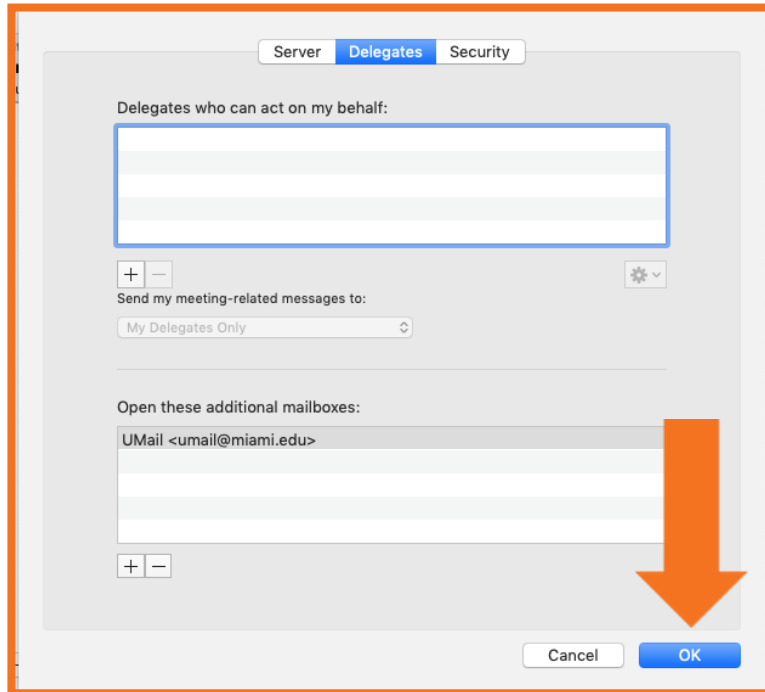 Server Delegates Security
Delegates who can act on my behalf:
Send my meeting-related messages to:
My Delegates Only
Open these additional mailboxes:
UMail <umail@miami.edu>
Cancel OK